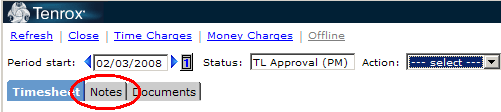 Tenrox
Refresh | Close | Time Charges | Money Charges | Offline
Period start: 02/03/2008 1 Status: TL Approval (PM) Action: --- select ---
Timesheet Notes Documents